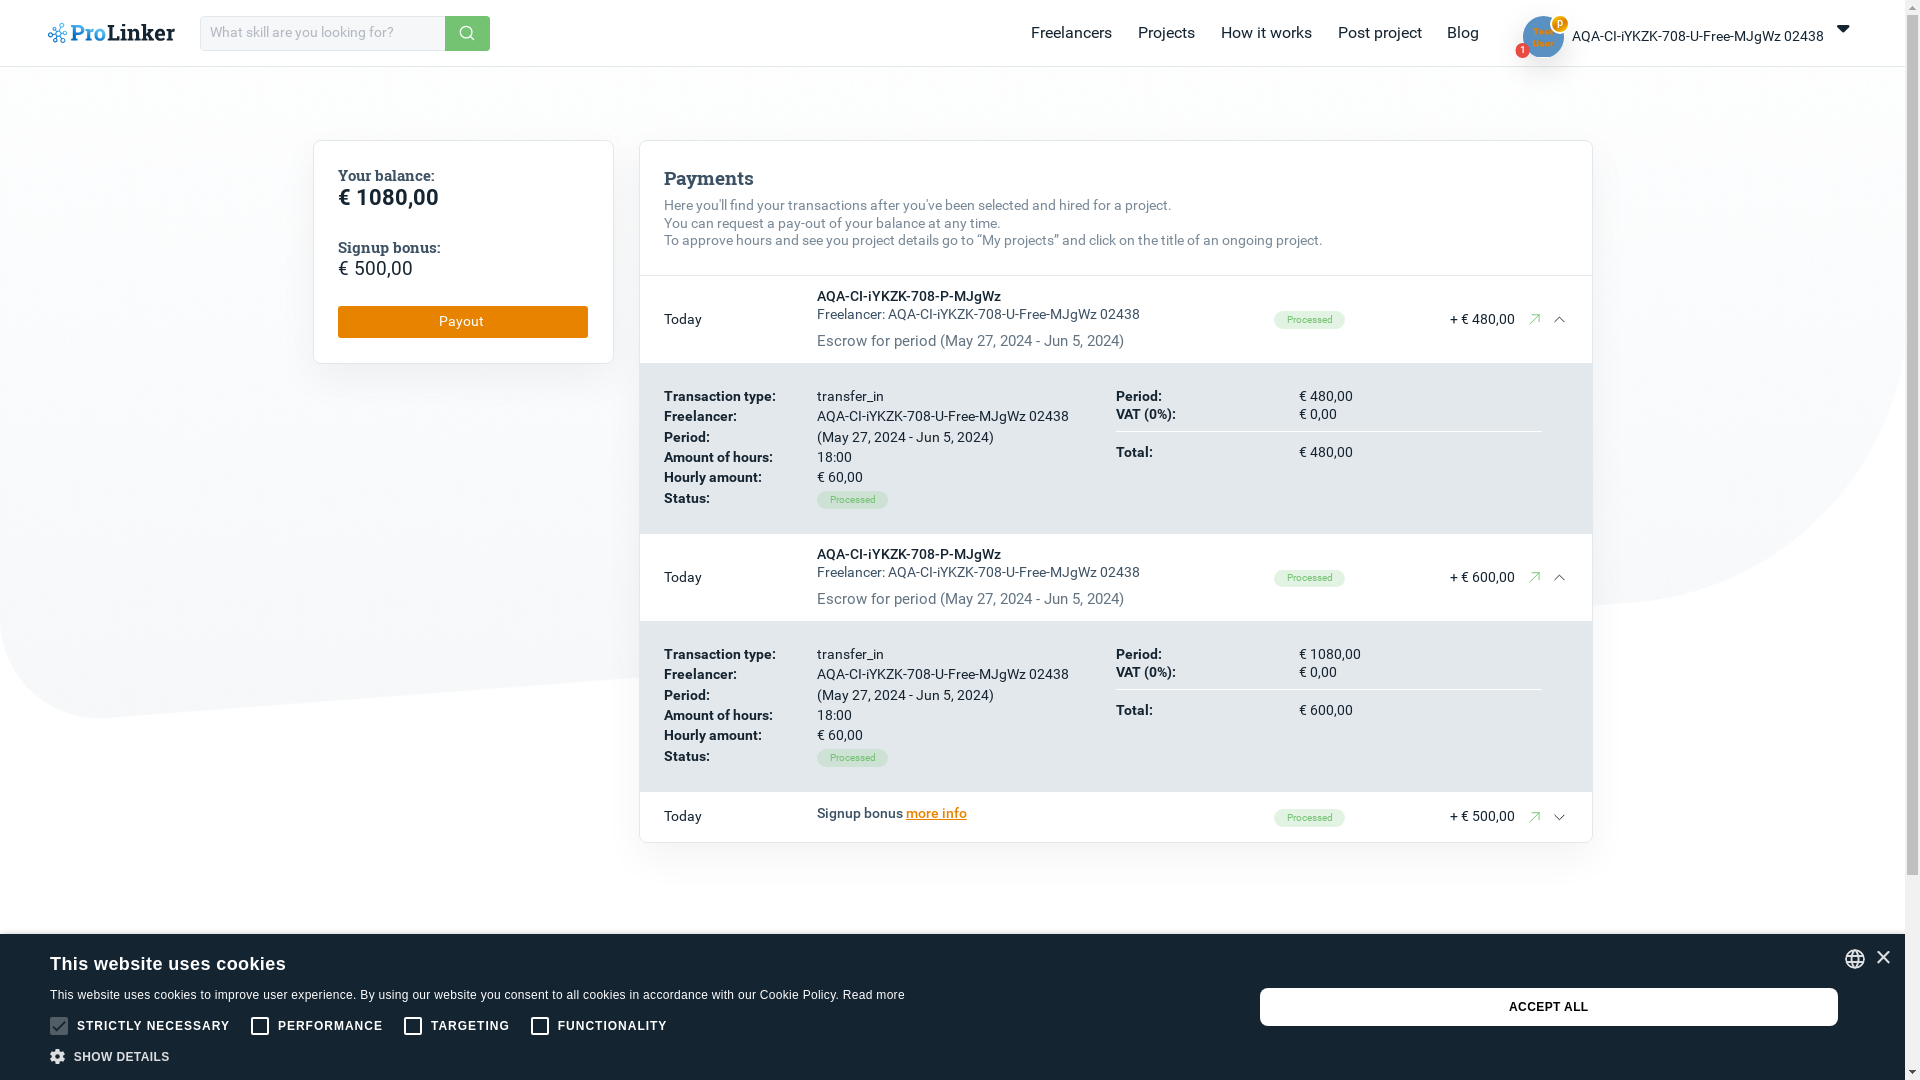 ProLinker
What skill are you looking for?
Freelancers
Projects
How it works
Post project
Blog
p
1
AQA-CI-iYKZK-708-U-Free-MJgWz 02438
Your balance:
€ 1080,00
Signup bonus:
€ 500,00
Payout
Payments
Here you'll find your transactions after you've been selected and hired for a project.
You can request a pay-out of your balance at any time.
To approve hours and see you project details go to “My projects” and click on the title of an ongoing project.
AQA-CI-iYKZK-708-P-MJgWz
Today
Freelancer: AQA-CI-iYKZK-708-U-Free-MJgWz 02438
Processed
+ € 480,00
Escrow for period (May 27, 2024 - Jun 5, 2024)
Transaction type: transfer_in
Freelancer: AQA-CI-iYKZK-708-U-Free-MJgWz 02438
Period: (May 27, 2024 - Jun 5, 2024)
Amount of hours: 18:00
Hourly amount: € 60,00
Status: Processed
Period: € 480,00
VAT (0%): € 0,00
Total: € 480,00
AQA-CI-iYKZK-708-P-MJgWz
Today
Freelancer: AQA-CI-iYKZK-708-U-Free-MJgWz 02438
Processed
+ € 600,00
Escrow for period (May 27, 2024 - Jun 5, 2024)
Transaction type: transfer_in
Freelancer: AQA-CI-iYKZK-708-U-Free-MJgWz 02438
Period: (May 27, 2024 - Jun 5, 2024)
Amount of hours: 18:00
Hourly amount: € 60,00
Status: Processed
Period: € 1080,00
VAT (0%): € 0,00
Total: € 600,00
Today
Signup bonus more info
Processed
+ € 500,00
This website uses cookies
This website uses cookies to improve user experience. By using our website you consent to all cookies in accordance with our Cookie Policy. Read more
STRICTLY NECESSARY
PERFORMANCE
TARGETING
FUNCTIONALITY
SHOW DETAILS
ACCEPT ALL